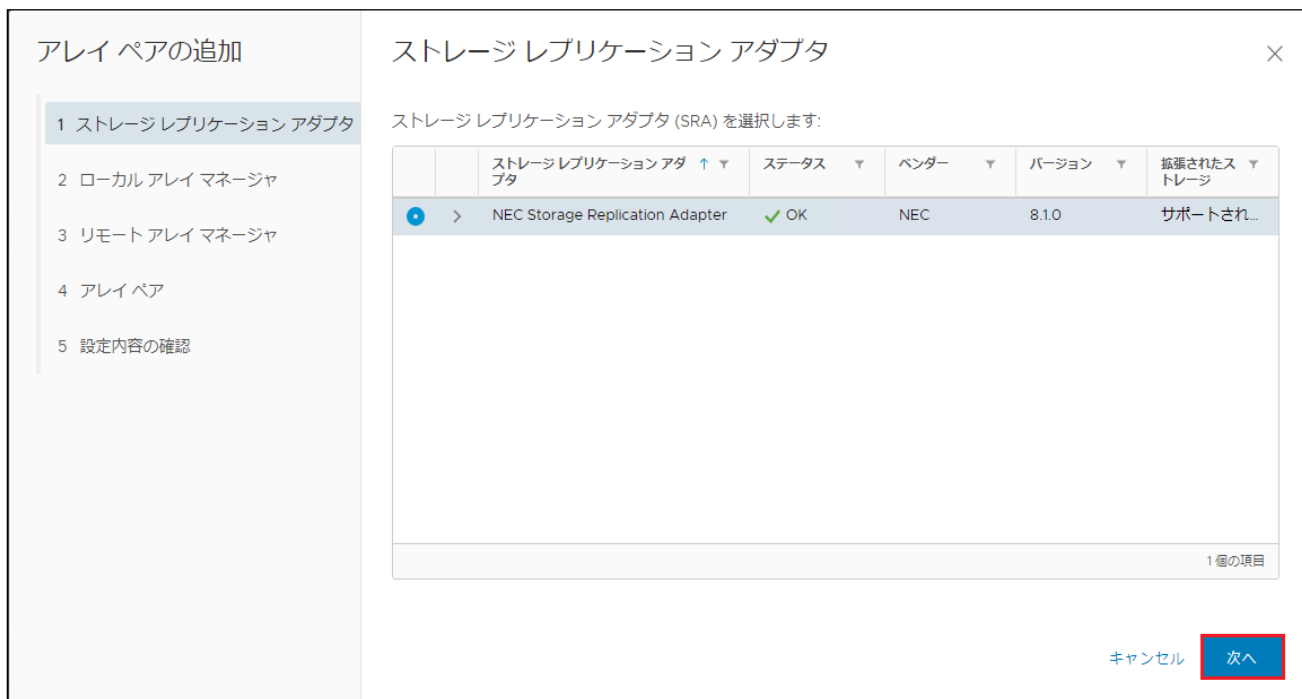 アレイ ペアの追加
1 ストレージ レプリケーション アダプタ
2 ローカル アレイ マネージャ
3 リモート アレイ マネージャ
4 アレイ ペア
5 設定内容の確認
ストレージ レプリケーション アダプタ
ストレージ レプリケーション アダプタ (SRA) を選択します:
ストレージ レプリケーション アダ
プタ
ステータス
ベンダー
バージョン
拡張されたス
トレージ
NEC Storage Replication Adapter OK NEC 8.1.0 サポートされ...
1 個の項目
キャンセル 次へ